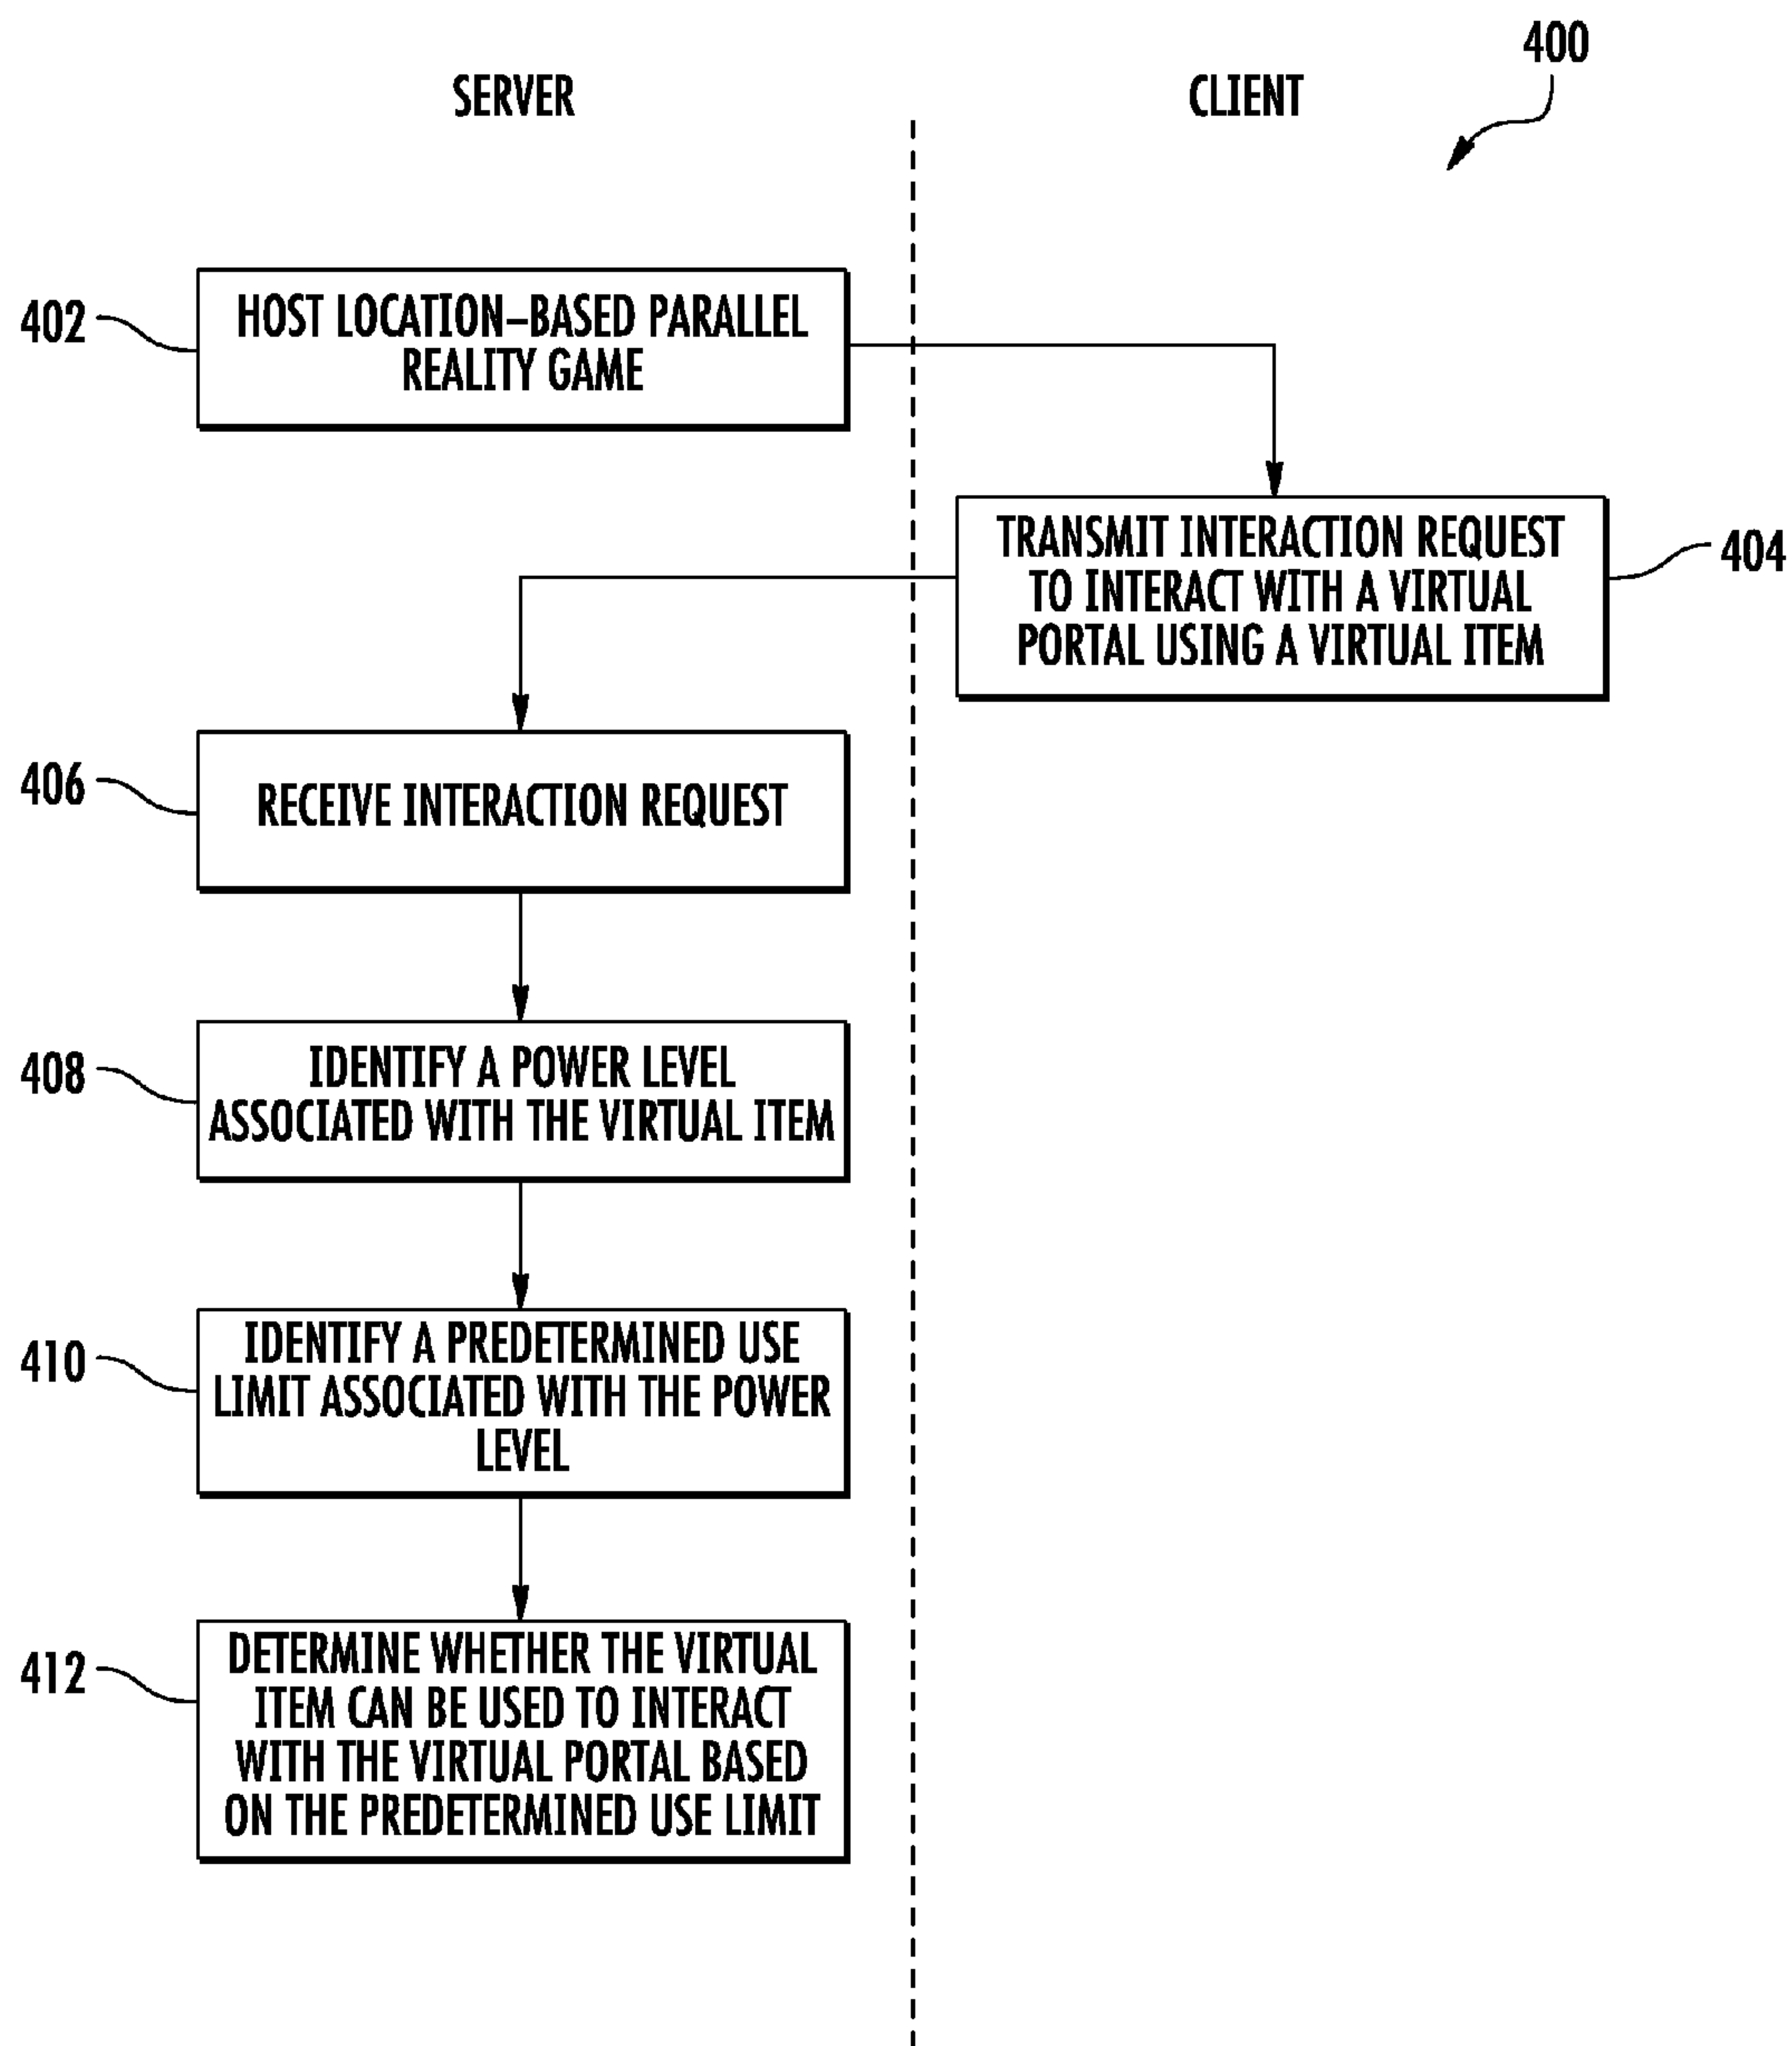 400
SERVER
CLIENT
402
HOST LOCATION–BASED PARALLEL
REALITY GAME
TRANSMIT INTERACTION REQUEST
TO INTERACT WITH A VIRTUAL
PORTAL USING A VIRTUAL ITEM
404
406
RECEIVE INTERACTION REQUEST
408
IDENTIFY A POWER LEVEL
ASSOCIATED WITH THE VIRTUAL ITEM
410
IDENTIFY A PREDETERMINED USE
LIMIT ASSOCIATED WITH THE POWER
LEVEL
412
DETERMINE WHETHER THE VIRTUAL
ITEM CAN BE USED TO INTERACT
WITH THE VIRTUAL PORTAL BASED
ON THE PREDETERMINED USE LIMIT